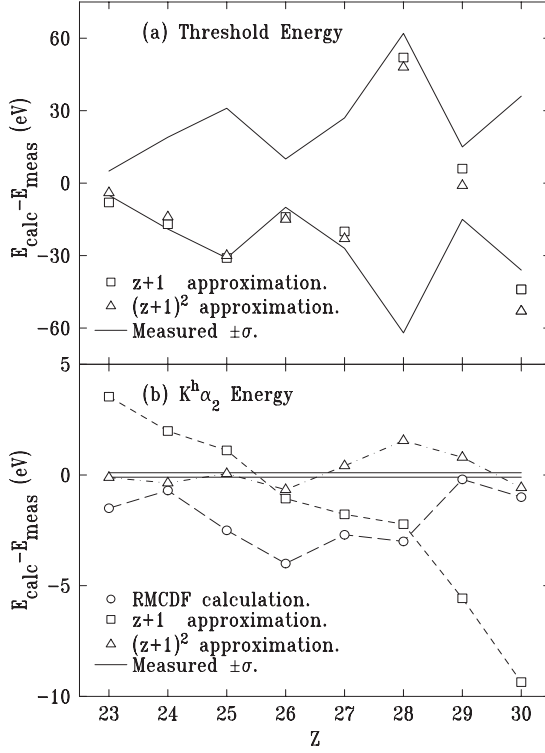 (a) Threshold Energy
60
30
0
−30
−60
E_calc−E_meas (eV)
z+1 approximation.
(z+1)² approximation.
Measured ±σ.
(b) Kʰα₂ Energy
5
0
−5
−10
E_calc−E_meas (eV)
RMCDF calculation.
z+1 approximation.
(z+1)² approximation.
Measured ±σ.
23 24 25 26 27 28 29 30
Z